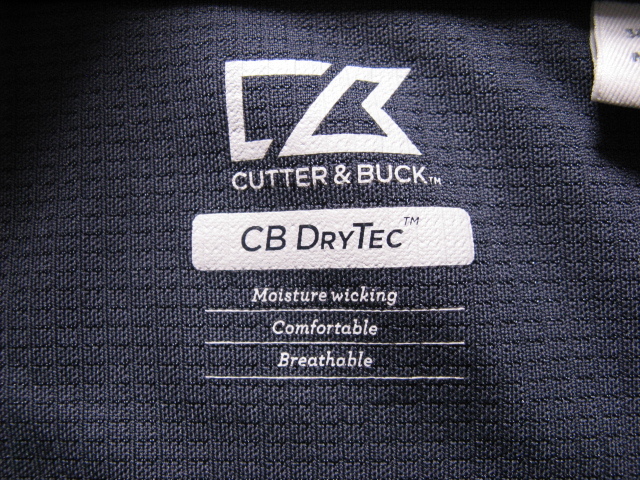 CUTTER & BUCK™
CB DRYTEC™
Moisture wicking
Comfortable
Breathable